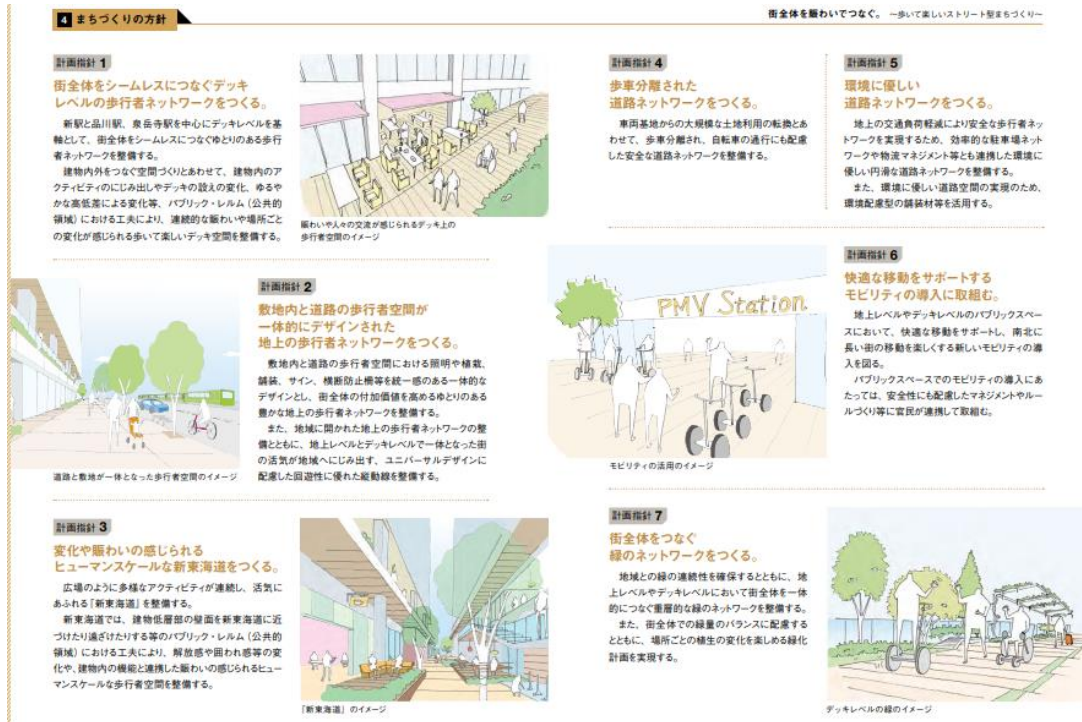 4 まちづくりの方針
街全体を賑わいでつなぐ。 〜歩いて楽しいストリート型まちづくり〜
計画指針 1
街全体をシームレスにつなぐデッキ
レベルの歩行者ネットワークをつくる。
新駅と品川駅、泉岳寺駅を中心にデッキレベルを基
軸として、街全体をシームレスにつなぐゆとりのある歩行
者ネットワークを整備する。
建物内外をつなぐ空間づくりとあわせて、建物内のア
クティビティのにじみ出しやデッキの設えの変化、ゆるや
かな高低差による変化等、パブリック・レルム（公共的
領域）における工夫により、連続的な賑わいや場所ごと
の変化が感じられる歩いて楽しいデッキ空間を整備する。
賑わいや人々の交流が感じられるデッキ上の
歩行者空間のイメージ
計画指針 2
敷地内と道路の歩行者空間が
一体的にデザインされた
地上の歩行者ネットワークをつくる。
敷地内と道路の歩行者空間における照明や植栽、
舗装、サイン、横断防止柵等を統一感のある一体的な
デザインとし、街全体の付加価値を高めるゆとりのある
豊かな地上の歩行者ネットワークを整備する。
また、地域に開かれた地上の歩行者ネットワークの整
備とともに、地上レベルとデッキレベルで一体となった街
の活気が地域へにじみ出す、ユニバーサルデザインに
配慮した回遊性に優れた縦動線を整備する。
道路と敷地が一体となった歩行者空間のイメージ
計画指針 3
変化や賑わいの感じられる
ヒューマンスケールな新東海道をつくる。
広場のように多様なアクティビティが連続し、活気に
あふれる「新東海道」を整備する。
新東海道では、建物低層部の壁面を新東海道に近
づけたり遠ざけたりする等のパブリック・レルム（公共的
領域）における工夫により、解放感や囲われ感等の変
化や、建物内の機能と連携した賑わいの感じられるヒュー
マンスケールな歩行者空間を整備する。
「新東海道」のイメージ
計画指針 4
歩車分離された
道路ネットワークをつくる。
車両基地からの大規模な土地利用の転換とあ
わせて、歩車分離され、自転車の通行にも配慮
した安全な道路ネットワークを整備する。
計画指針 5
環境に優しい
道路ネットワークをつくる。
地上の交通負荷軽減により安全な歩行者ネッ
トワークを実現するため、効率的な駐車場ネット
ワークや物流マネジメント等とも連携した環境に
優しい円滑な道路ネットワークを整備する。
また、環境に優しい道路空間の実現のため、
環境配慮型の舗装材等を活用する。
PMV Station
モビリティの活用のイメージ
計画指針 6
快適な移動をサポートする
モビリティの導入に取組む。
地上レベルやデッキレベルのパブリックスペー
スにおいて、快適な移動をサポートし、南北に
長い街の移動を楽しくする新しいモビリティの導
入を図る。
パブリックスペースでのモビリティの導入にあ
たっては、安全性にも配慮したマネジメントやルー
ルづくり等に官民が連携して取組む。
計画指針 7
街全体をつなぐ
緑のネットワークをつくる。
地域との緑の連続性を確保するとともに、地
上レベルやデッキレベルにおいて街全体を一体
的につなぐ重層的な緑のネットワークを整備する。
また、街全体での緑量のバランスに配慮する
とともに、場所ごとの植生の変化を楽しめる緑化
計画を実現する。
デッキレベルの緑のイメージ